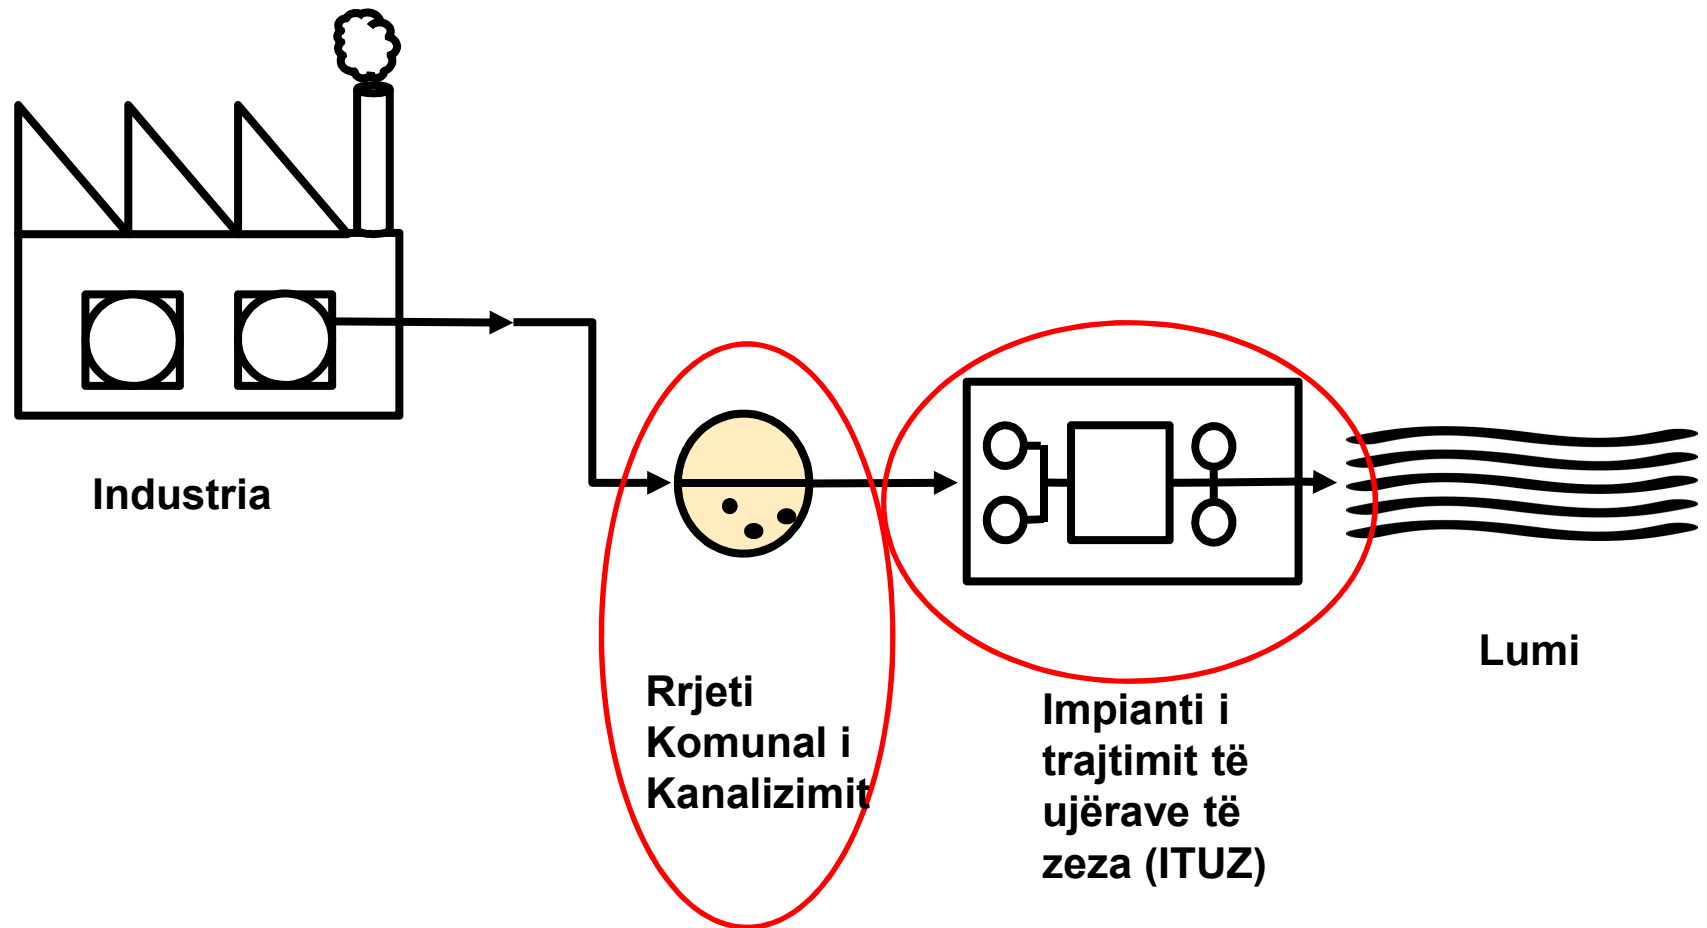 Industria
Rrjeti
Komunal i
Kanalizimit
Impianti i
trajtimit të
ujërave të
zeza (ITUZ)
Lumi